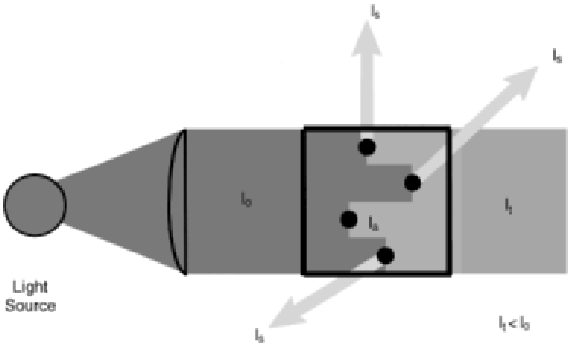 Iₛ
Iₛ
I₀
Iₐ
Iₜ
Light
Source
Iₛ
Iₜ < I₀